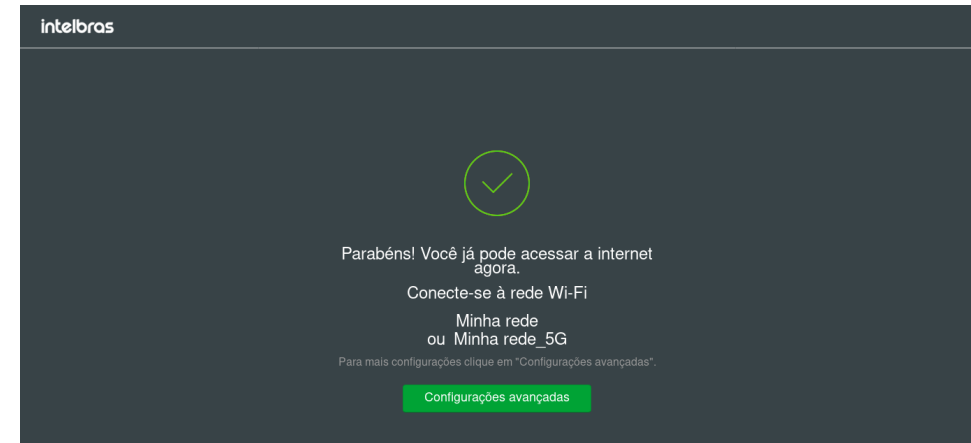 intelbras
Parabéns! Você já pode acessar a internet
agora.
Conecte-se à rede Wi-Fi
Minha rede
ou Minha rede_5G
Para mais configurações clique em "Configurações avançadas".
Configurações avançadas